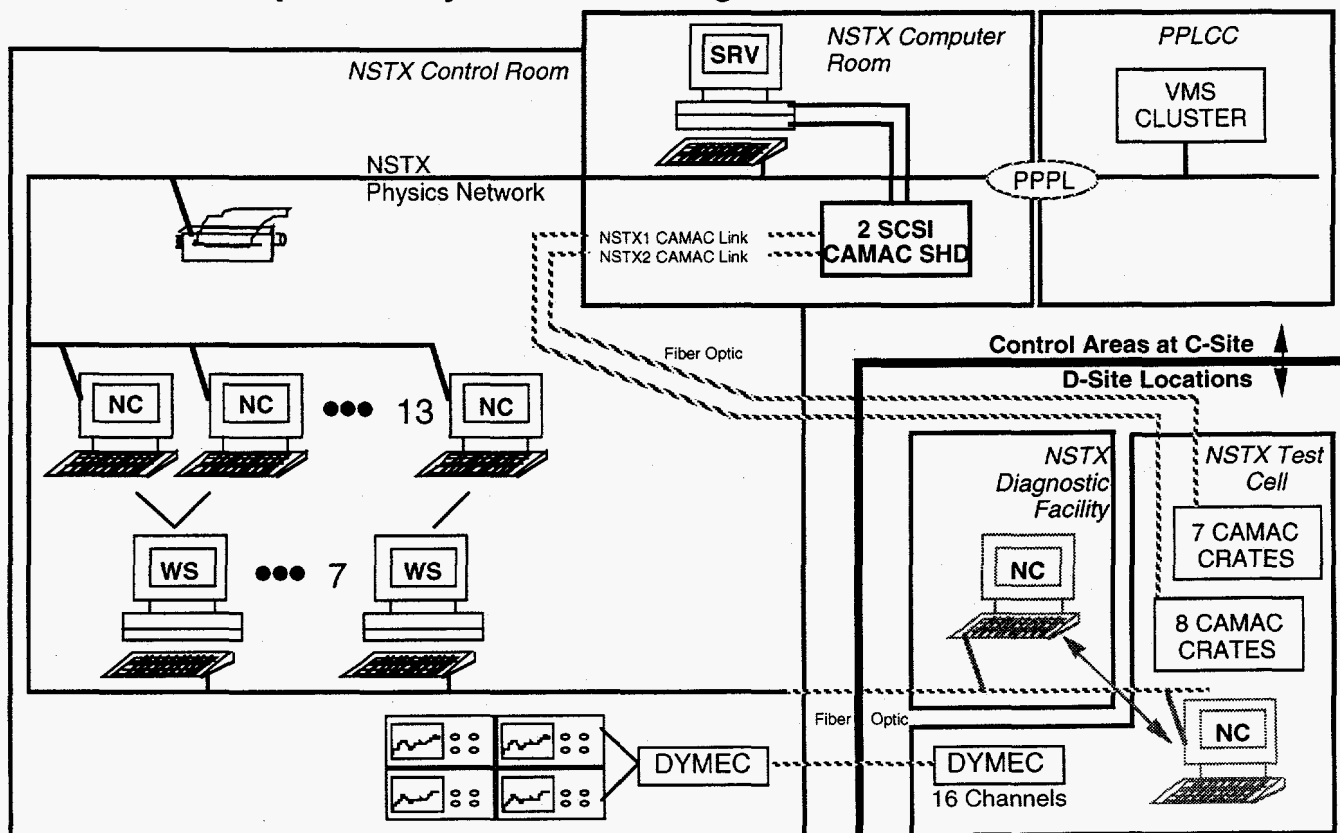 NSTX Control Room
SRV
NSTX Computer
Room
PPLCC
VMS
CLUSTER
NSTX
Physics Network
PPPL
NSTX1 CAMAC Link
NSTX2 CAMAC Link
2 SCSI
CAMAC SHD
Fiber Optic
Control Areas at C-Site
D-Site Locations
NC
NC
••• 13
NC
WS
••• 7
WS
NSTX
Diagnostic
Facility
NC
NSTX Test
Cell
7 CAMAC
CRATES
8 CAMAC
CRATES
Fiber Optic
NC
DYMEC
DYMEC
16 Channels